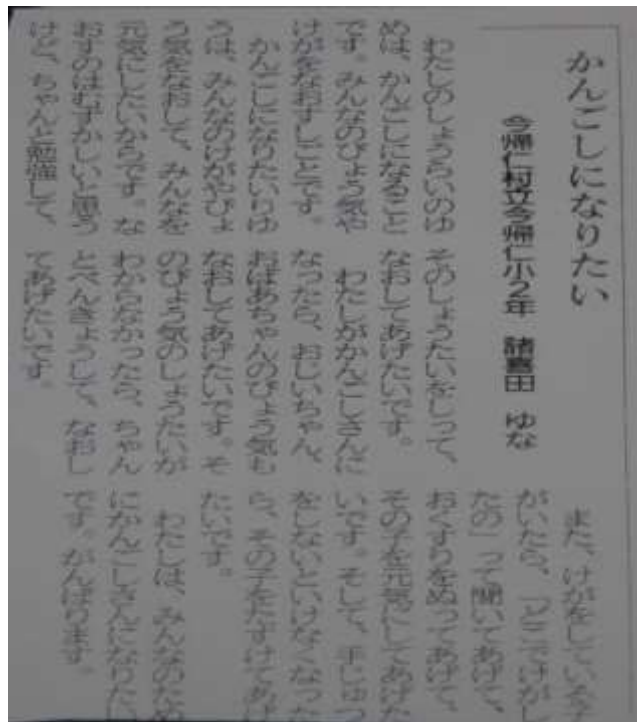 かんごしになりたい
今帰仁村立今帰仁小2年　諸喜田　ゆな
わたしのしょうらいのゆ
めは、かんごしになること
です。みんなのびょう気や
けがをなおすしごとです。
かんごしになりたいりゆ
うは、みんなのけがやびょ
う気をなおして、みんなを
元気にしたいからです。な
おすのはむずかしいと思う
けど、ちゃんと勉強して、
そのしょうたいをしって、
なおしてあげたいです。
わたしがかんごしさんに
なったら、おじいちゃん、
おばあちゃんのびょう気も
なおしてあげたいです。そ
のびょう気のしょうたいが
わからなかったら、ちゃん
とべんきょうして、なおし
てあげたいです。
また、けがをしている子
がいたら、「どこでけがし
たの」って聞いてあげて、
おくすりをぬってあげて、
その子を元気にしてあげた
いです。そして、手じゅつ
をしないといけなくなった
ら、その子をたすけてあげ
たいです。
わたしは、みんなのため
にかんごしさんになりたい
です。がんばります。